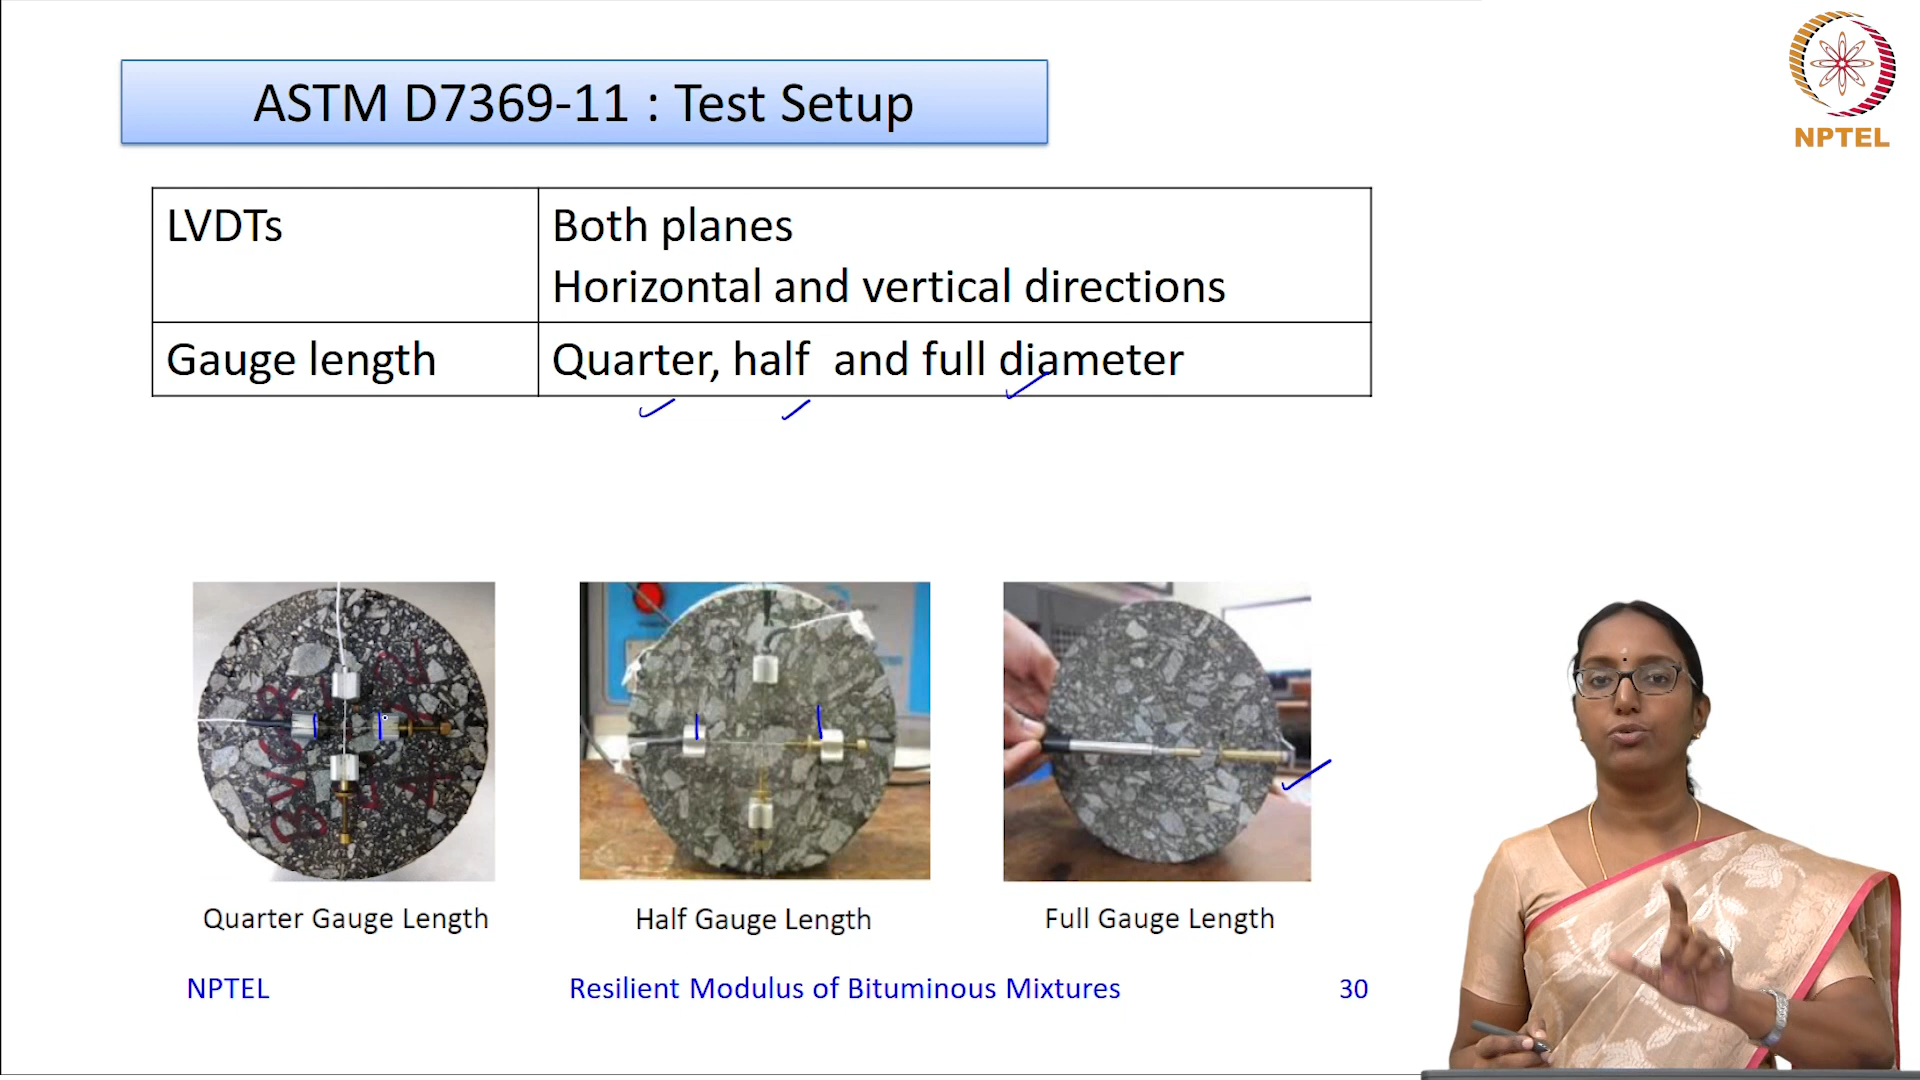 ASTM D7369-11 : Test Setup
NPTEL
LVDTs
Both planes
Horizontal and vertical directions
Gauge length
Quarter, half and full diameter
Quarter Gauge Length
Half Gauge Length
Full Gauge Length
NPTEL
Resilient Modulus of Bituminous Mixtures
30